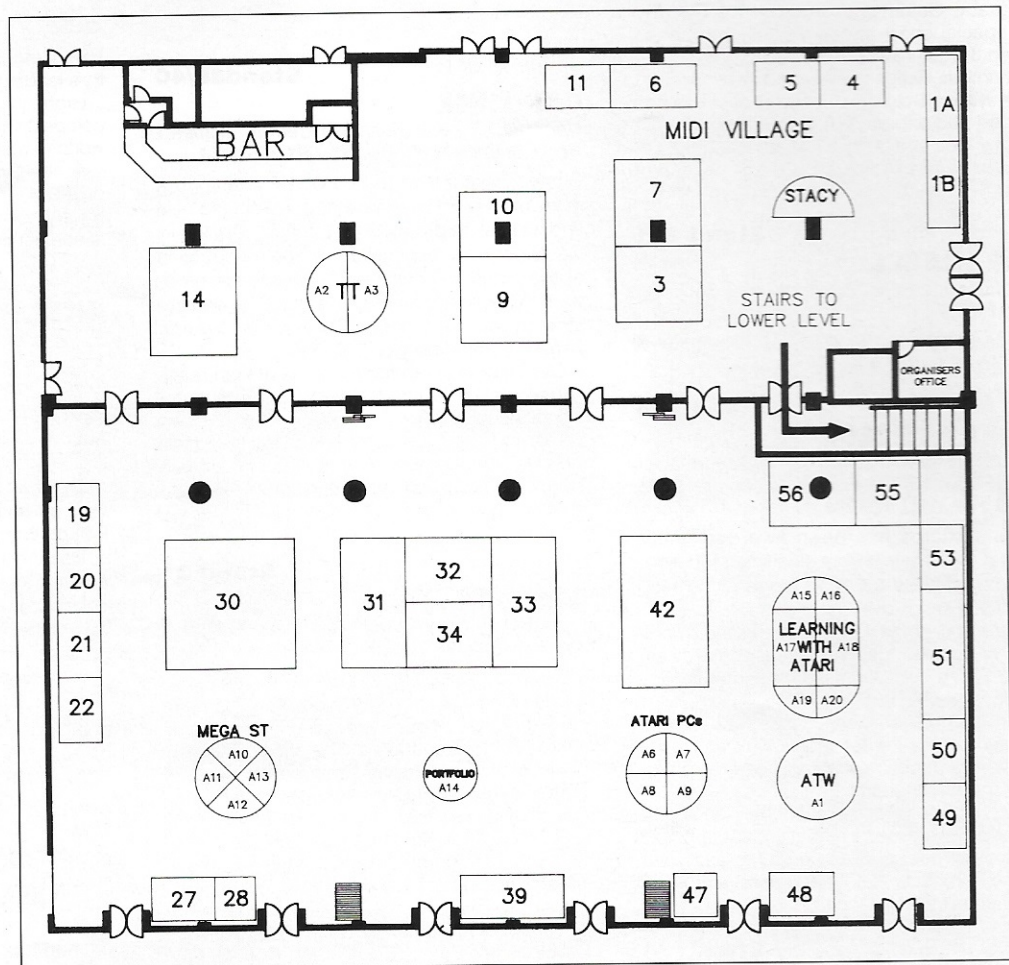 11 6 5 4
1A
MIDI VILLAGE
BAR
7
1B
STACY
10
A2 TT A3
14
9
3
STAIRS TO
LOWER LEVEL
ORGANISERS
OFFICE
56 55
19
53
20
30
31
32
33
42
A15 A16
34
LEARNING
A17 WITH A18
ATARI
51
21
A19 A20
22
MEGA ST
ATARI PCs
A10
A11 A13
A12
PORTFOLIO
A14
A6 A7
A8 A9
ATW
A1
50
49
27 28
39
47
48